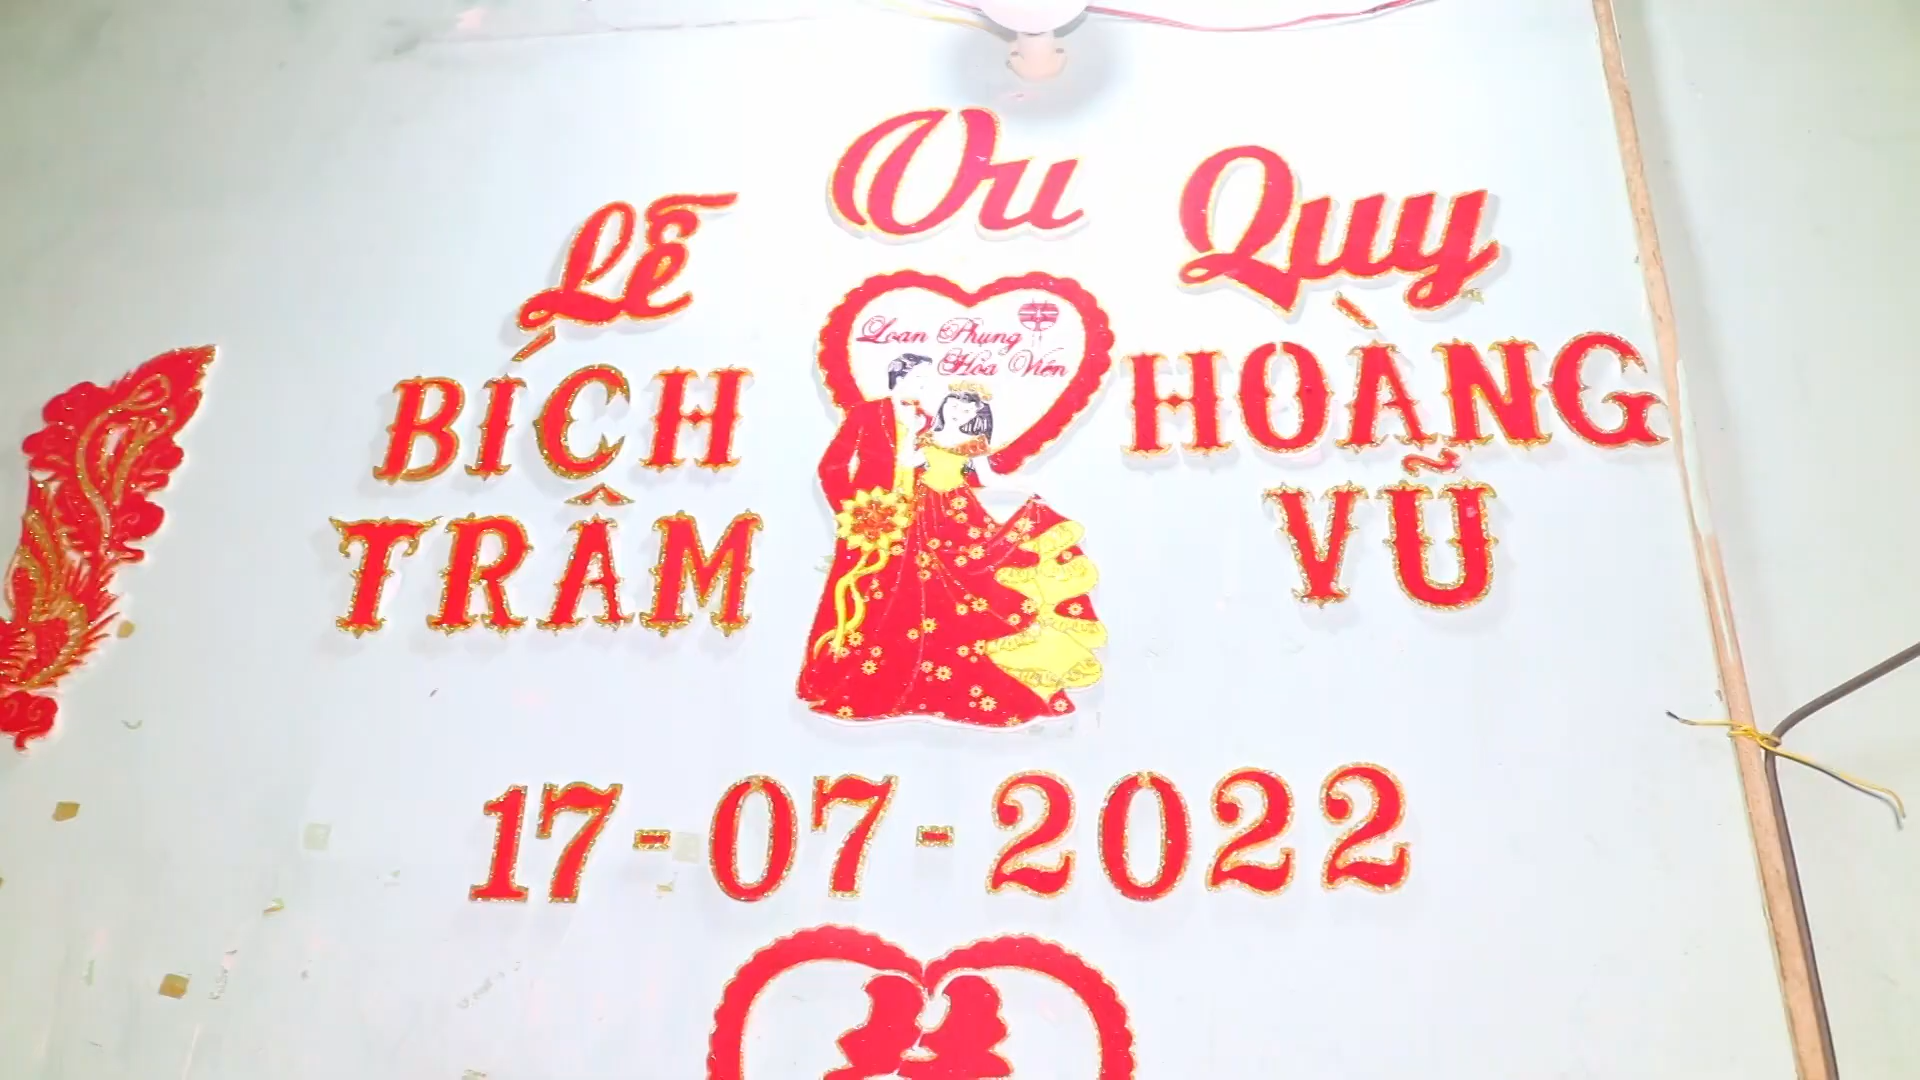 Lễ Vu Quy
Loan Phụng
Hòa Viên
BÍCH
TRÂM
HOÀNG
VŨ
17-07-2022